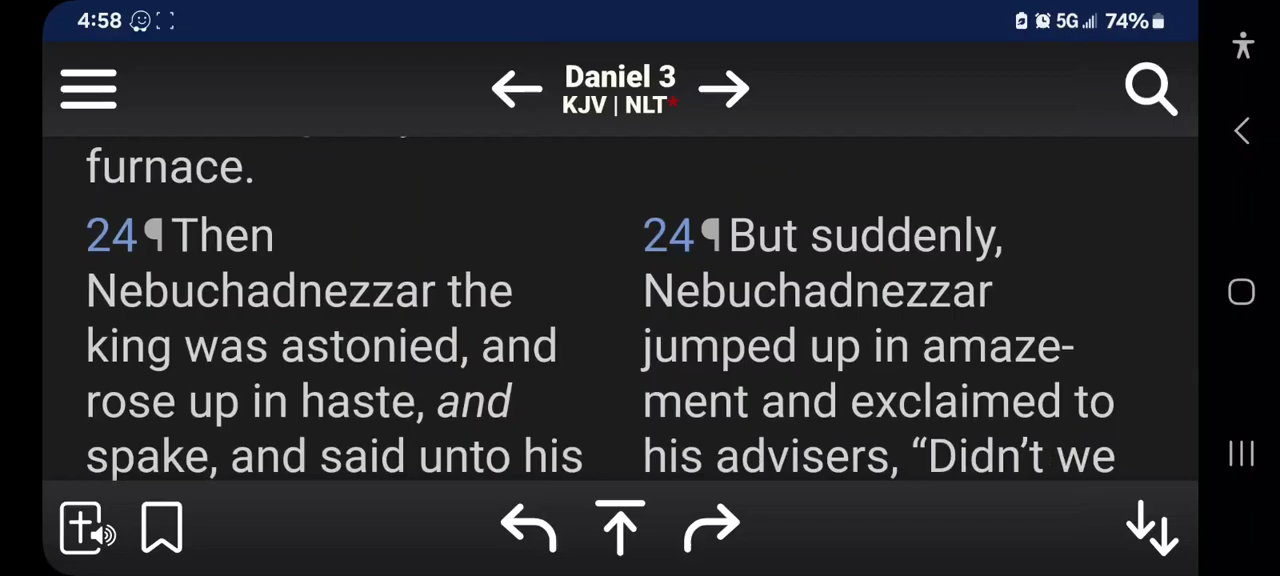 4:58 5G 74%
Daniel 3
KJV | NLT*
furnace.
24 ¶ Then
Nebuchadnezzar the
king was astonied, and
rose up in haste, and
spake, and said unto his
24 ¶ But suddenly,
Nebuchadnezzar
jumped up in amaze-
ment and exclaimed to
his advisers, “Didn’t we